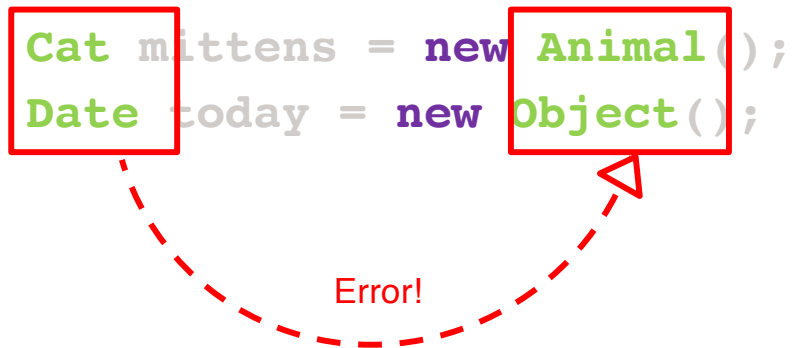 Cat mittens = new Animal();
Date today = new Object();
Error!